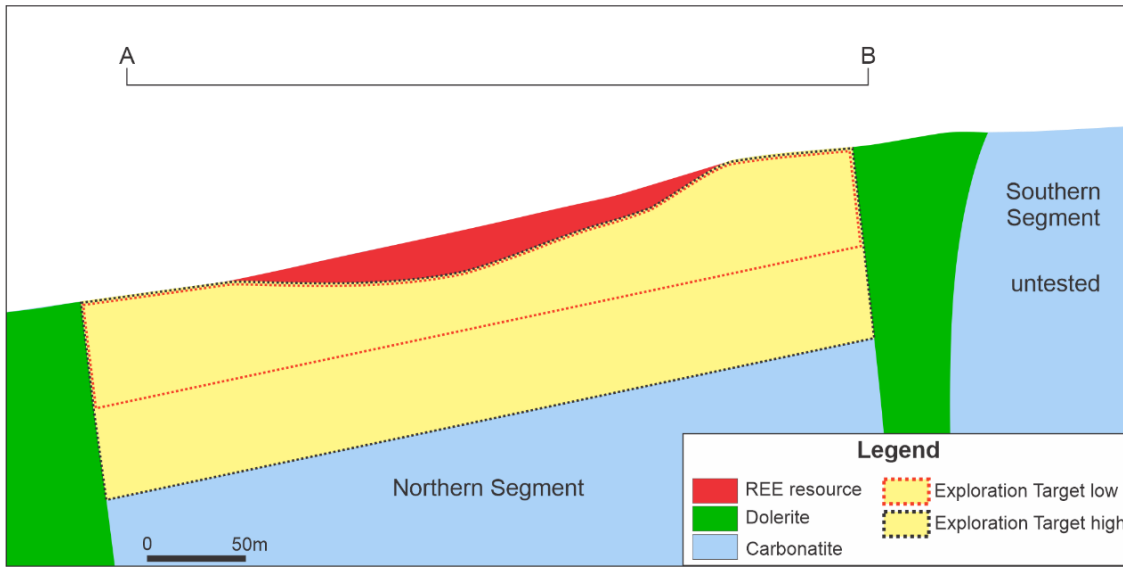 A
B
Southern
Segment
untested
Northern Segment
0
50m
Legend
REE resource
Dolerite
Carbonatite
Exploration Target low
Exploration Target high